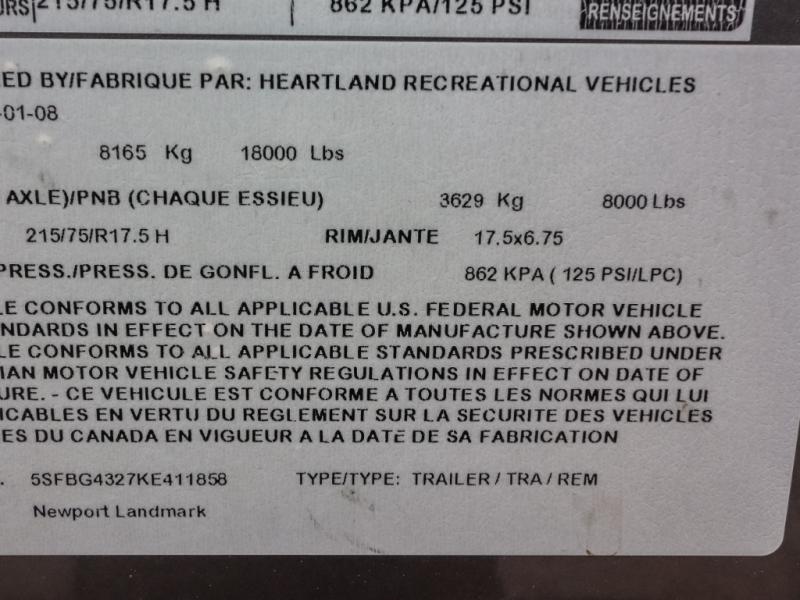 215/75/R17.5 H 862 KPA/125 PSI RENSEIGNEMENTS
ED BY/FABRIQUE PAR: HEARTLAND RECREATIONAL VEHICLES
-01-08
8165 Kg 18000 Lbs
AXLE)/PNB (CHAQUE ESSIEU) 3629 Kg 8000 Lbs
215/75/R17.5 H RIM/JANTE 17.5x6.75
PRESS./PRESS. DE GONFL. A FROID 862 KPA ( 125 PSI/LPC)
LE CONFORMS TO ALL APPLICABLE U.S. FEDERAL MOTOR VEHICLE
NDARDS IN EFFECT ON THE DATE OF MANUFACTURE SHOWN ABOVE.
LE CONFORMS TO ALL APPLICABLE STANDARDS PRESCRIBED UNDER
IAN MOTOR VEHICLE SAFETY REGULATIONS IN EFFECT ON DATE OF
URE. - CE VEHICULE EST CONFORME A TOUTES LES NORMES QUI LUI
ICABLES EN VERTU DU REGLEMENT SUR LA SECURITE DES VEHICLES
ES DU CANADA EN VIGUEUR A LA DATE DE SA FABRICATION
. 5SFBG4327KE411858 TYPE/TYPE: TRAILER / TRA / REM
Newport Landmark